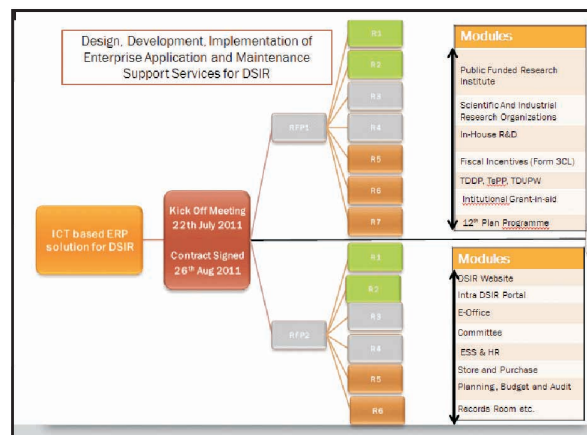 Design, Development, Implementation of
Enterprise Application and Maintenance
Support Services for DSIR
ICT based ERP
solution for DSIR
Kick Off Meeting
22th July 2011
Contract Signed
26th Aug 2011
RFP1
R1
R2
R3
R4
R5
R6
R7
RFP2
R1
R2
R3
R4
R5
R6
Modules
Public Funded Research
Institute
Scientific And Industrial
Research Organizations
In-House R&D
Fiscal Incentives (Form 3CL)
TDDP, TePP, TDUPW
Intitutional Grant-in-aid
12th Plan Programme
Modules
DSIR Website
Intra DSIR Portal
E-Office
Committee
ESS & HR
Store and Purchase
Planning, Budget and Audit
Records Room etc.